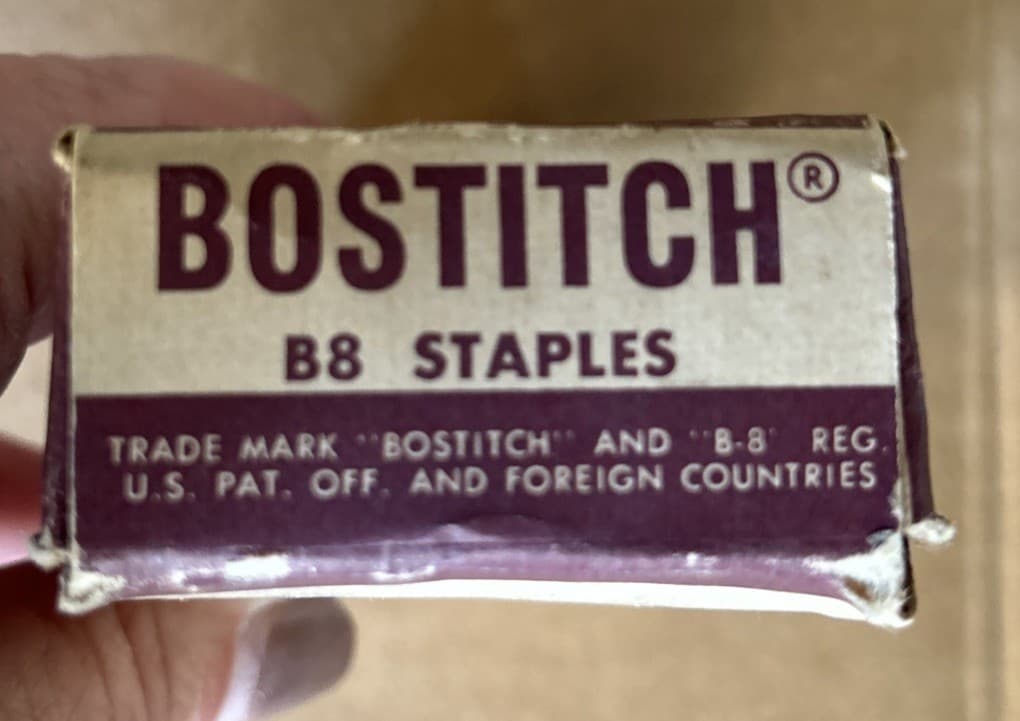 BOSTITCH®
B8 STAPLES
TRADE MARK "BOSTITCH" AND "B-8" REG.
U.S. PAT. OFF. AND FOREIGN COUNTRIES